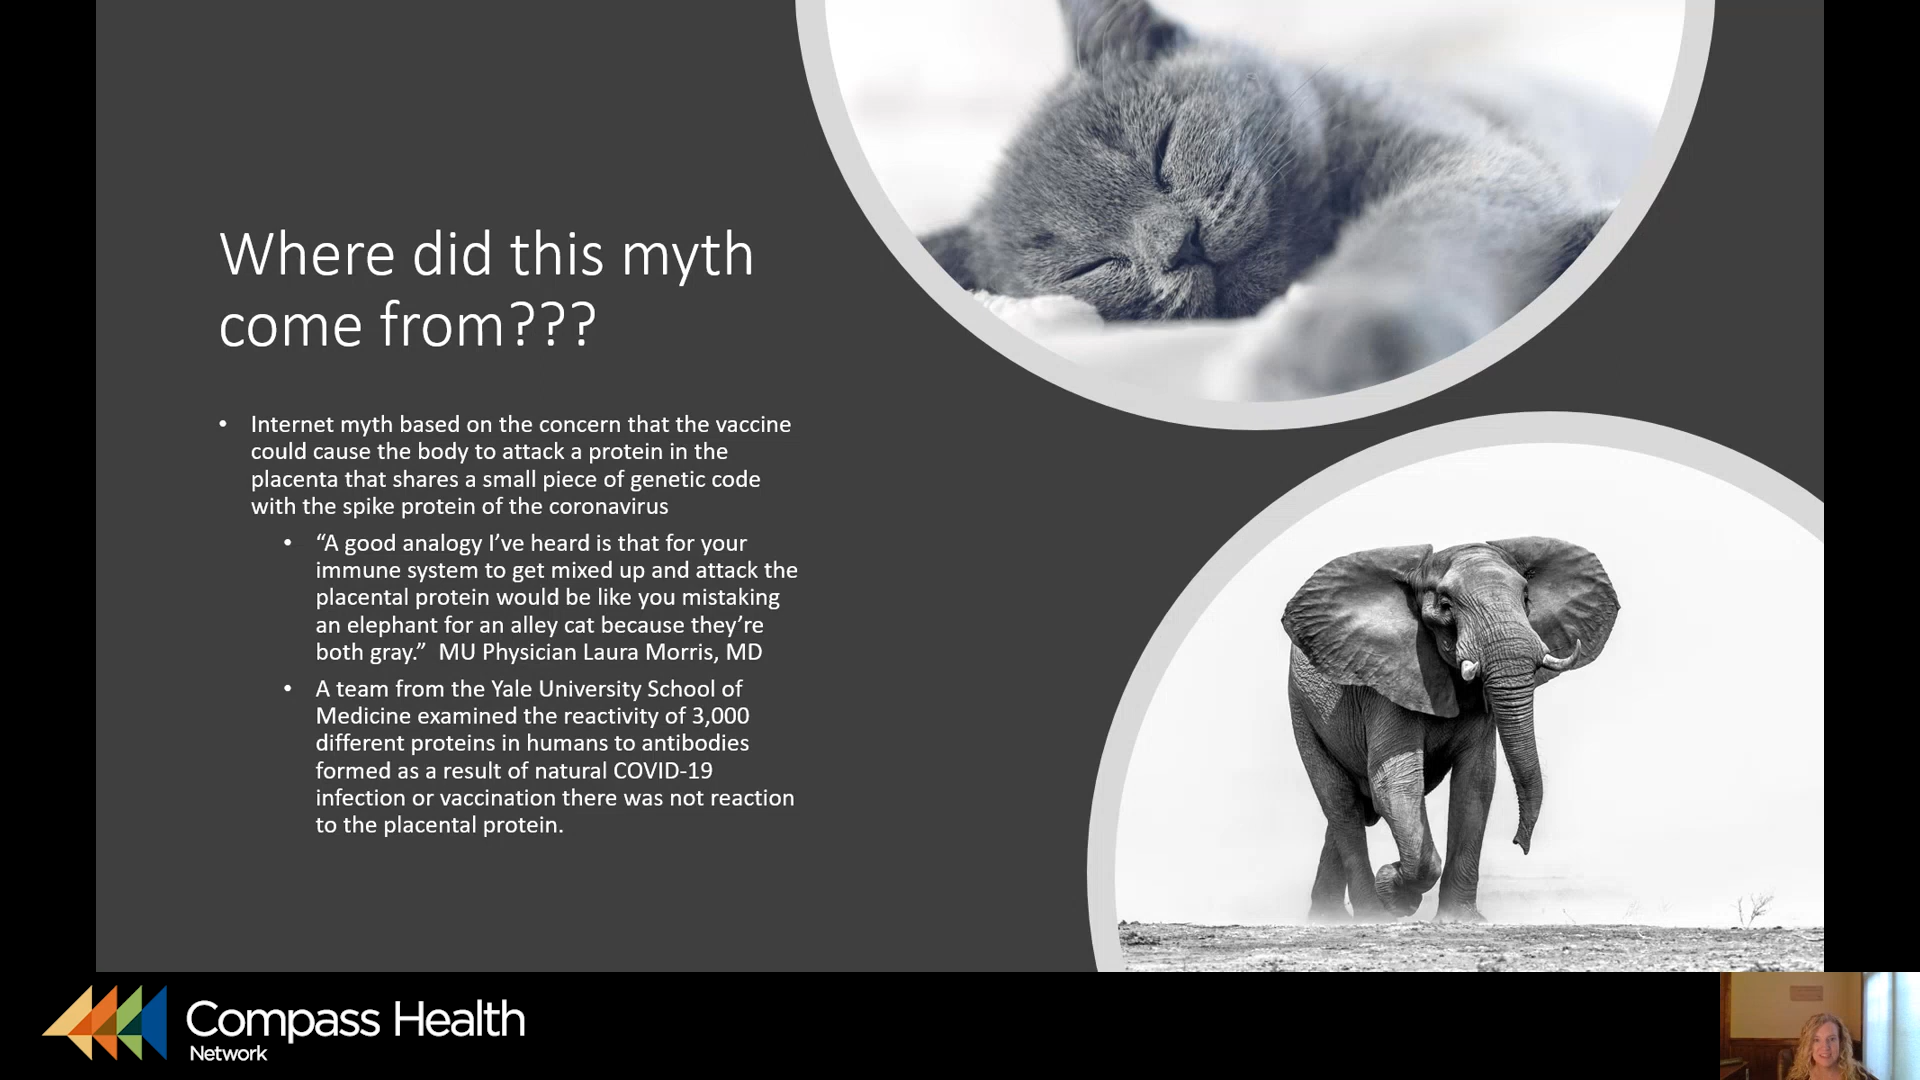 Where did this myth
come from???
• Internet myth based on the concern that the vaccine
could cause the body to attack a protein in the
placenta that shares a small piece of genetic code
with the spike protein of the coronavirus
• “A good analogy I’ve heard is that for your
immune system to get mixed up and attack the
placental protein would be like you mistaking
an elephant for an alley cat because they’re
both gray.”  MU Physician Laura Morris, MD
• A team from the Yale University School of
Medicine examined the reactivity of 3,000
different proteins in humans to antibodies
formed as a result of natural COVID-19
infection or vaccination there was not reaction
to the placental protein.
Compass Health
Network